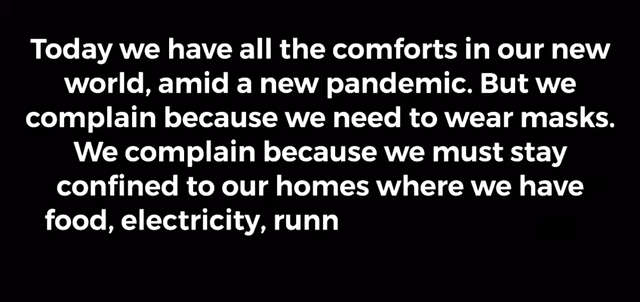 Today we have all the comforts in our new
world, amid a new pandemic. But we
complain because we need to wear masks.
We complain because we must stay
confined to our homes where we have
food, electricity, runn